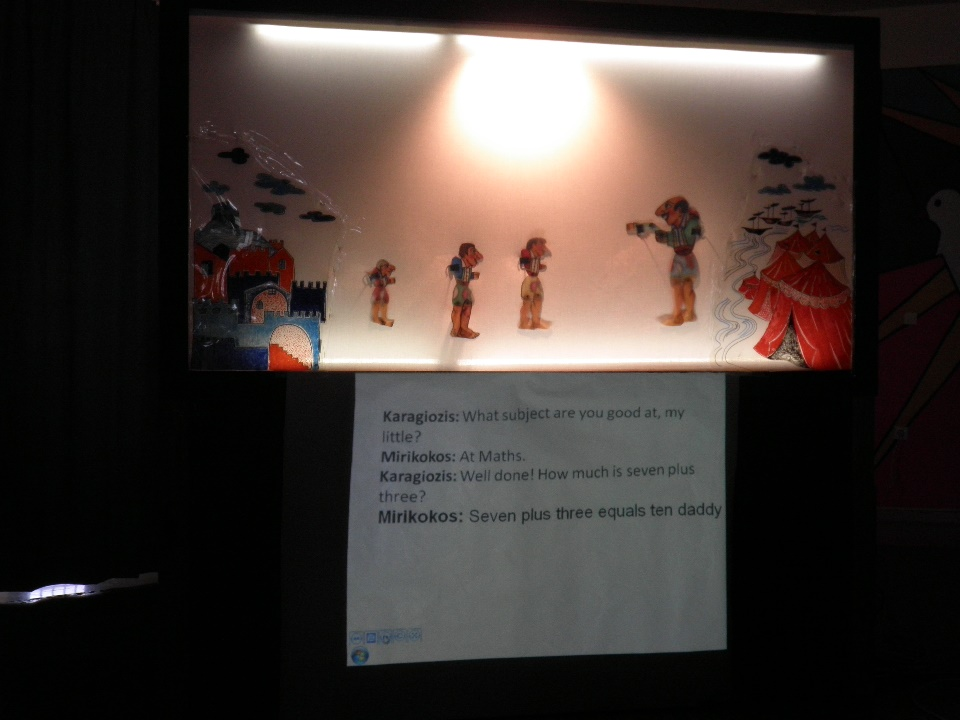 Karagiozis: What subject are you good at, my
little?
Mirikokos: At Maths.
Karagiozis: Well done! How much is seven plus
three?
Mirikokos: Seven plus three equals ten daddy